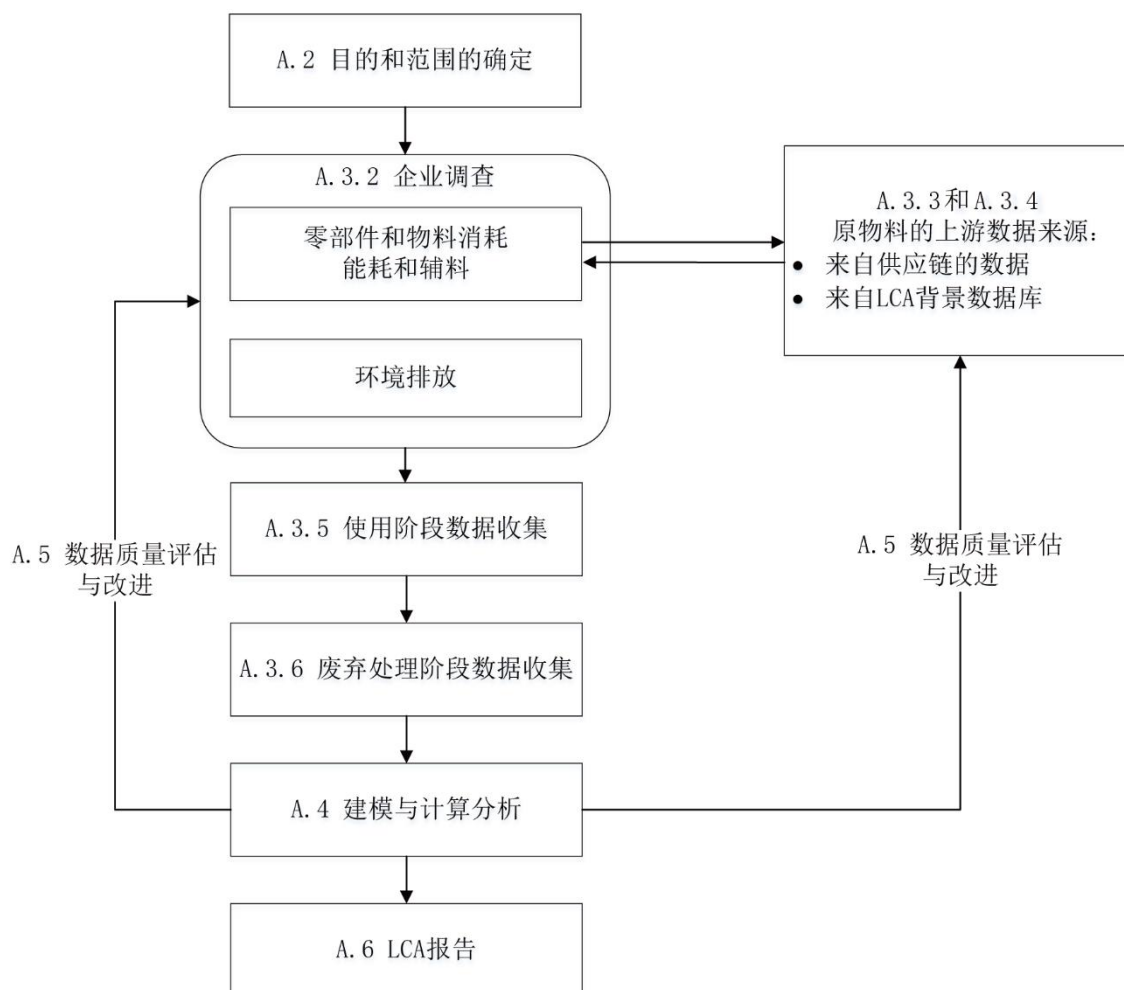 A.2 目的和范围的确定
A.3.2 企业调查
零部件和物料消耗
能耗和辅料
环境排放
A.3.3和A.3.4
原物料的上游数据来源：
● 来自供应链的数据
● 来自LCA背景数据库
A.3.5 使用阶段数据收集
A.5 数据质量评估
与改进
A.5 数据质量评估
与改进
A.3.6 废弃处理阶段数据收集
A.4 建模与计算分析
A.6 LCA报告